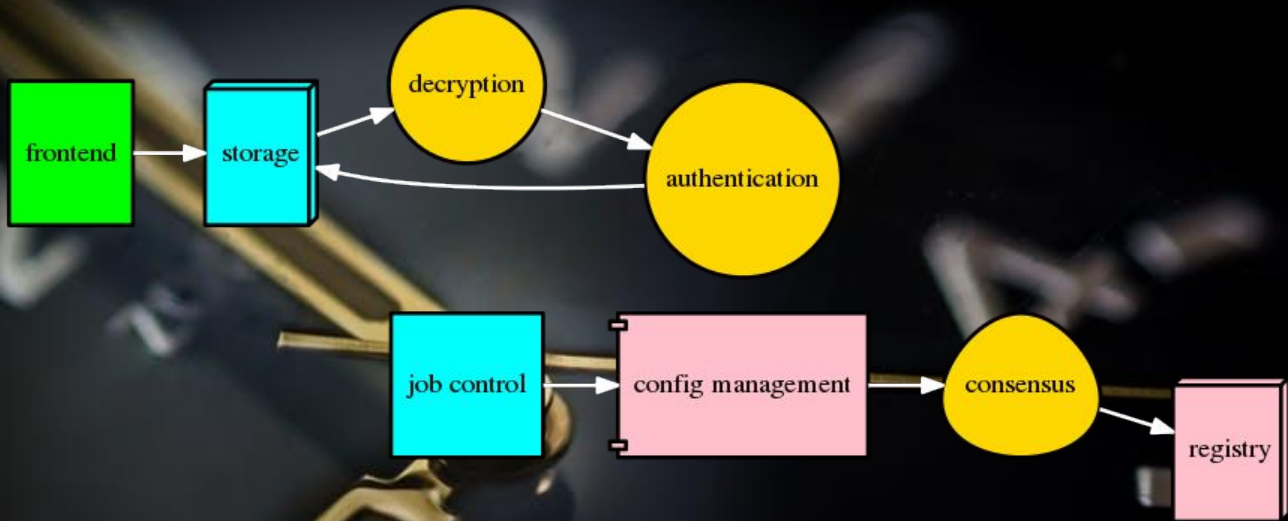 decryption
frontend
storage
authentication
job control
config management
consensus
registry